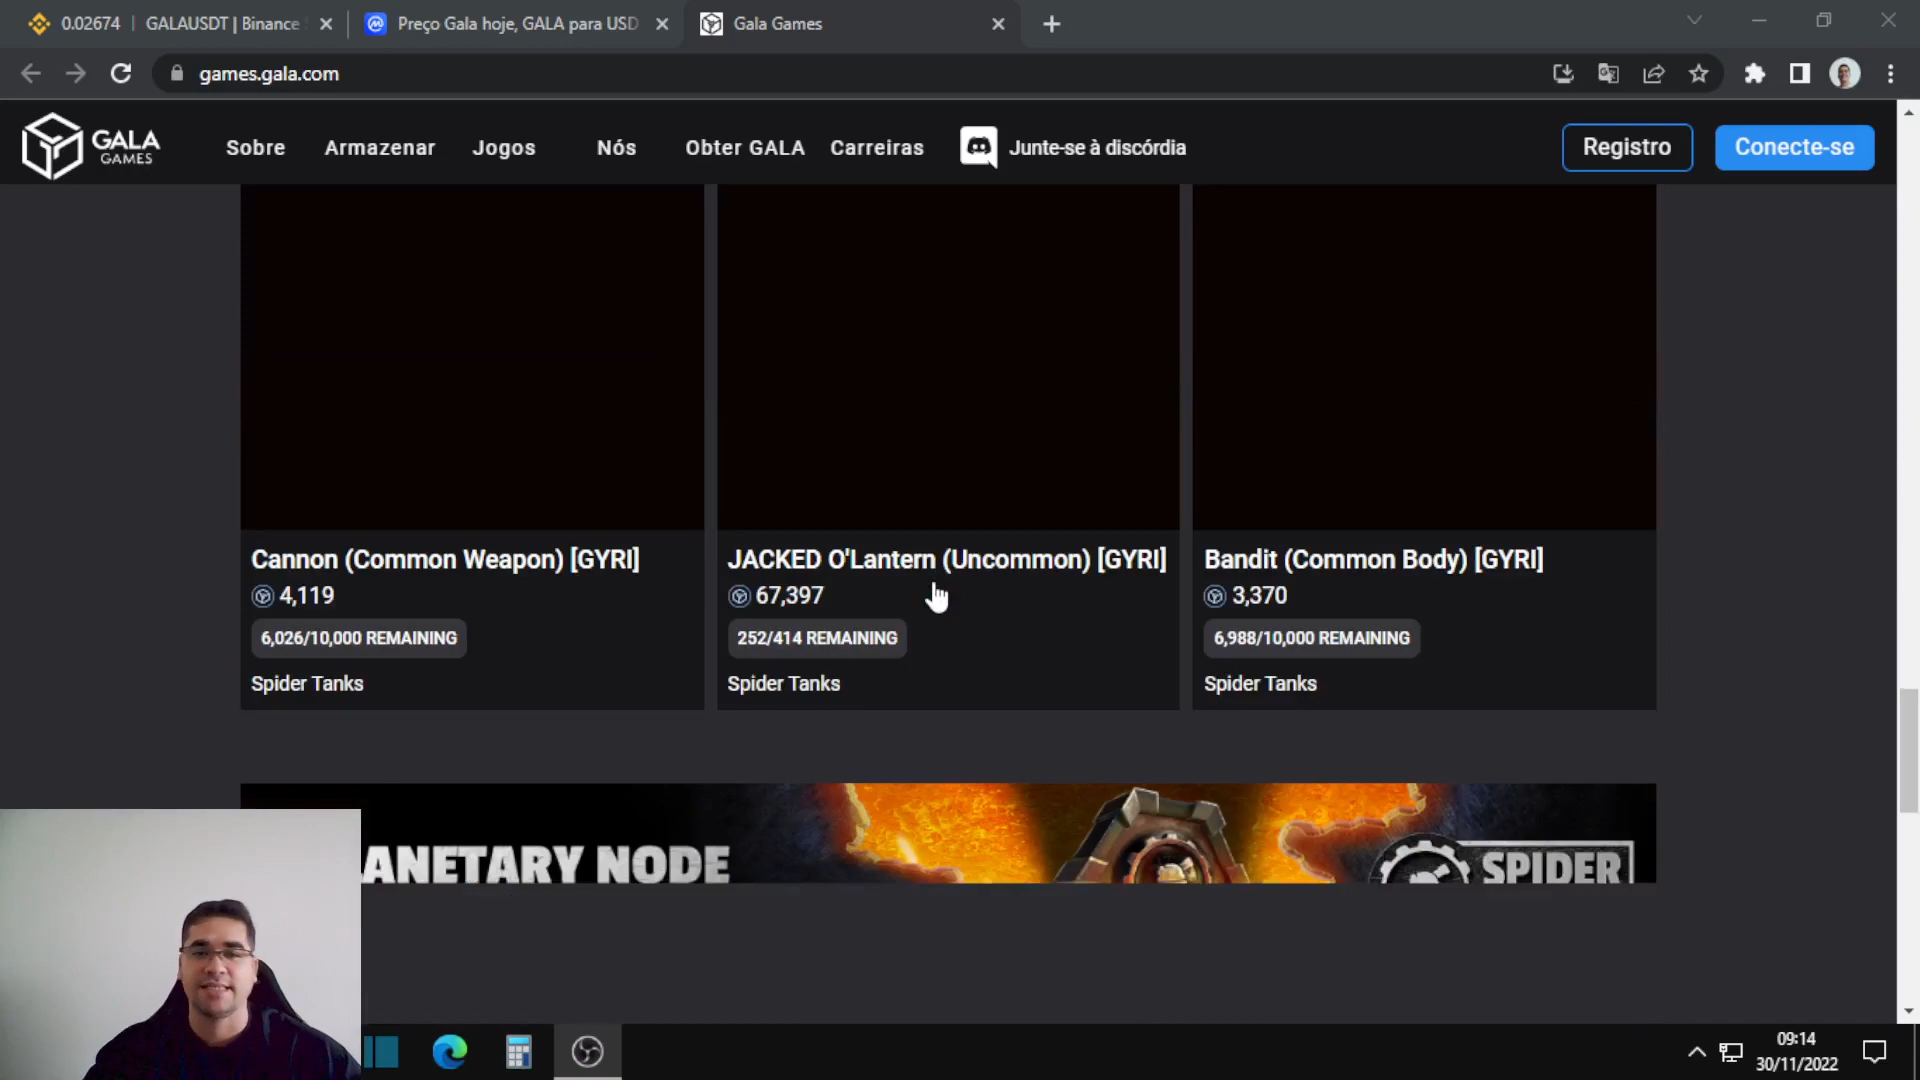 0.02674 | GALAUSDT | Binance
Preço Gala hoje, GALA para USD
Gala Games
games.gala.com
GALA
GAMES
Sobre
Armazenar
Jogos
Nós
Obter GALA
Carreiras
Junte-se à discórdia
Registro
Conecte-se
Cannon (Common Weapon) [GYRI]
4,119
6,026/10,000 REMAINING
Spider Tanks
JACKED O'Lantern (Uncommon) [GYRI]
67,397
252/414 REMAINING
Spider Tanks
Bandit (Common Body) [GYRI]
3,370
6,988/10,000 REMAINING
Spider Tanks
ANETARY NODE
SPIDER
09:14
30/11/2022